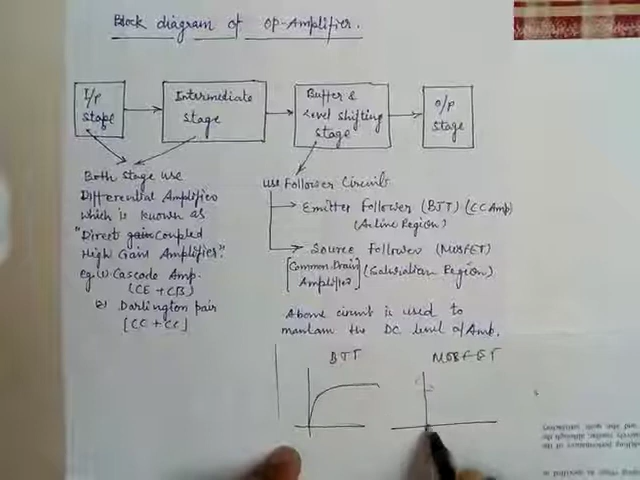 Block diagram of OP-Amplifier.
I/P
stage
Intermediate
stage
Buffer &
level shifting
stage
O/P
stage
Both stage use
Differential Amplifier
which is known as
"Direct gain Coupled
High Gain Amplifier."
eg. (1) Cascode Amp.
(CE + CB)
(2) Darlington pair
[CC + CC]
use Follower Circuits
Emitter Follower (BJT) (CC Amp)
(Active Region)
Source Follower (MOSFET)
[Common Drain Amplifier] (Saturation Region)
Above circuit is used to
maintain the DC level of Amp.
BJT
MOSFET